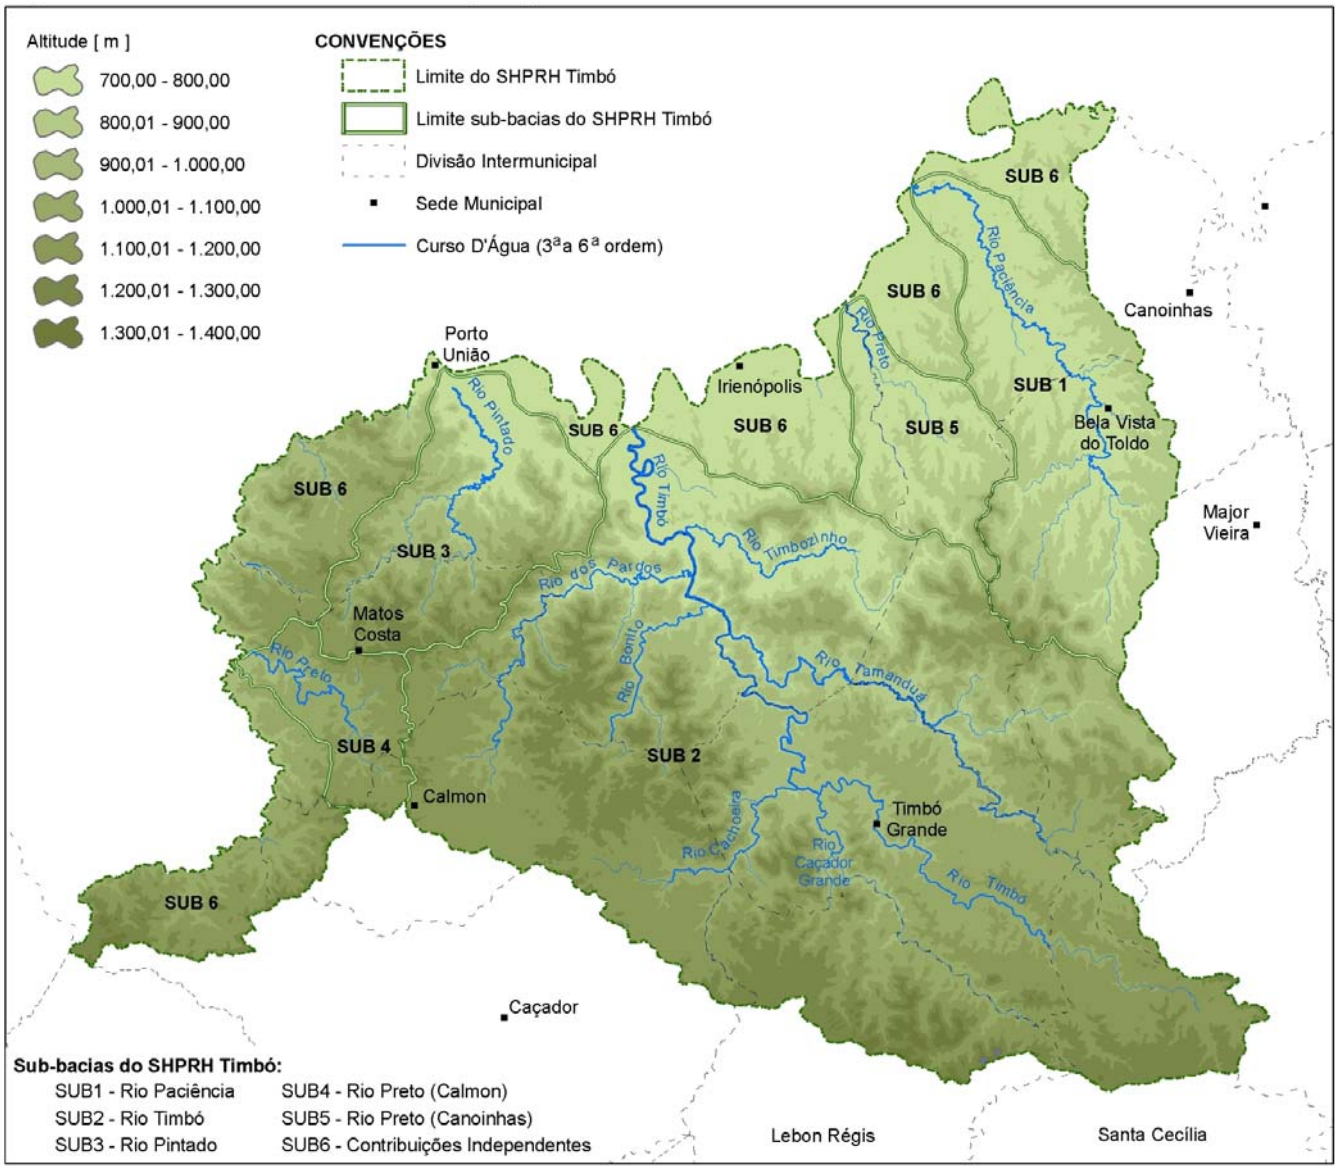 Altitude [ m ]
700,00 - 800,00
800,01 - 900,00
900,01 - 1.000,00
1.000,01 - 1.100,00
1.100,01 - 1.200,00
1.200,01 - 1.300,00
1.300,01 - 1.400,00
CONVENÇÕES
Limite do SHPRH Timbó
Limite sub-bacias do SHPRH Timbó
Divisão Intermunicipal
Sede Municipal
Curso D'Água (3ª a 6ª ordem)
SUB 6
Rio Paciência
Canoinhas
SUB 6
Rio Preto
Porto
União
Irienópolis
Rio Pintado
SUB 1
Bela Vista
do Toldo
SUB 6
SUB 6
SUB 5
Rio Timbó
SUB 6
Major
Vieira
SUB 3
Rio Timbozinho
Rio dos Pardos
Matos
Costa
Rio Bonito
Rio Preto
Rio Tamanduá
SUB 4
SUB 2
Calmon
Timbó
Grande
Rio Cachoeira
Rio
Caçador
Grande
Rio Timbó
SUB 6
Caçador
Sub-bacias do SHPRH Timbó:
SUB1 - Rio Paciência
SUB2 - Rio Timbó
SUB3 - Rio Pintado
SUB4 - Rio Preto (Calmon)
SUB5 - Rio Preto (Canoinhas)
SUB6 - Contribuições Independentes
Lebon Régis
Santa Cecília